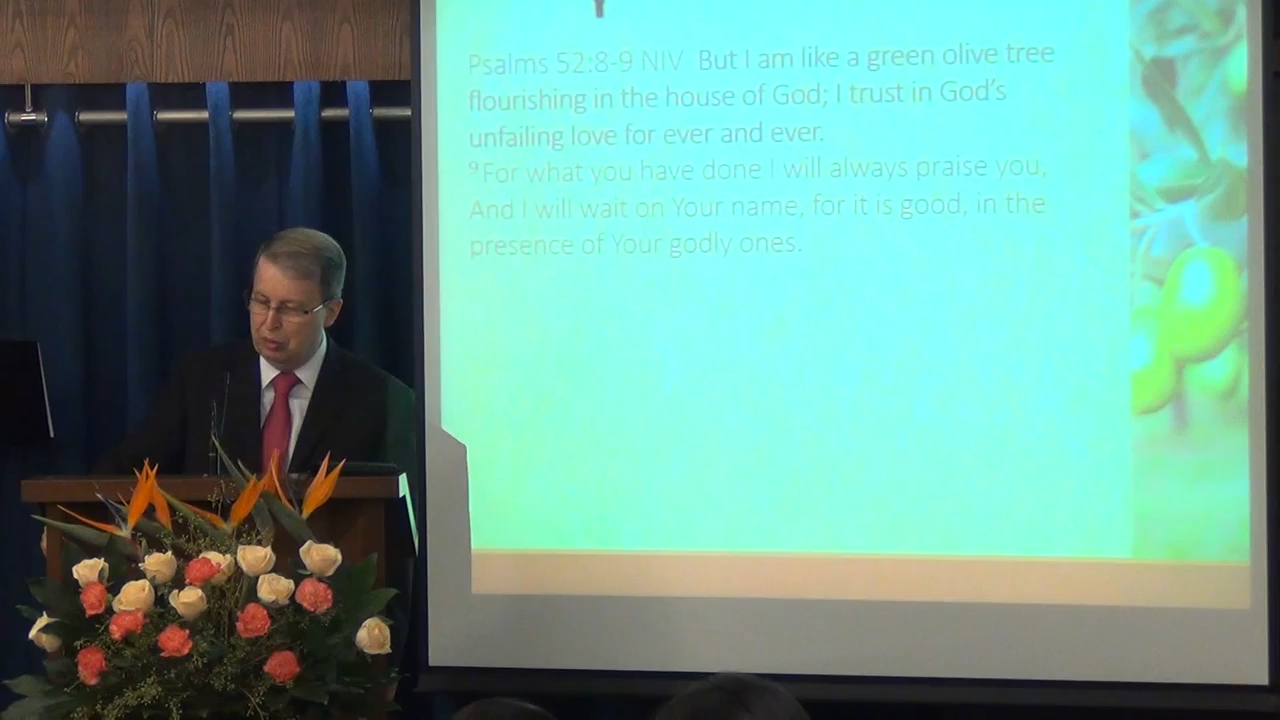 Psalms 52:8-9 NIV But I am like a green olive tree
flourishing in the house of God; I trust in God's
unfailing love for ever and ever.
⁹For what you have done I will always praise you,
And I will wait on Your name, for it is good, in the
presence of Your godly ones.